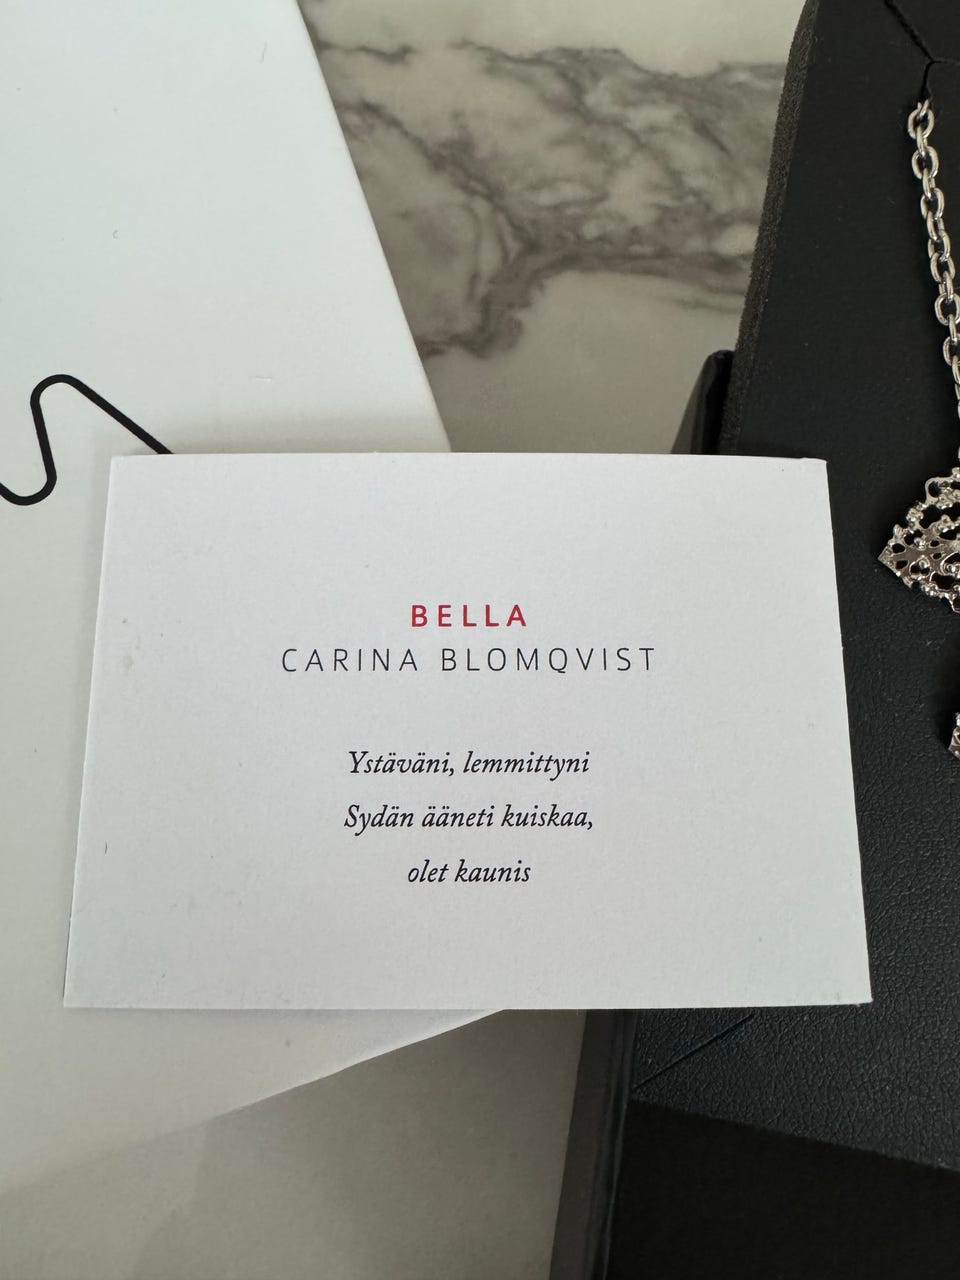 BELLA
CARINA BLOMQVIST
Ystäväni, lemmittyni
Sydän ääneti kuiskaa,
olet kaunis